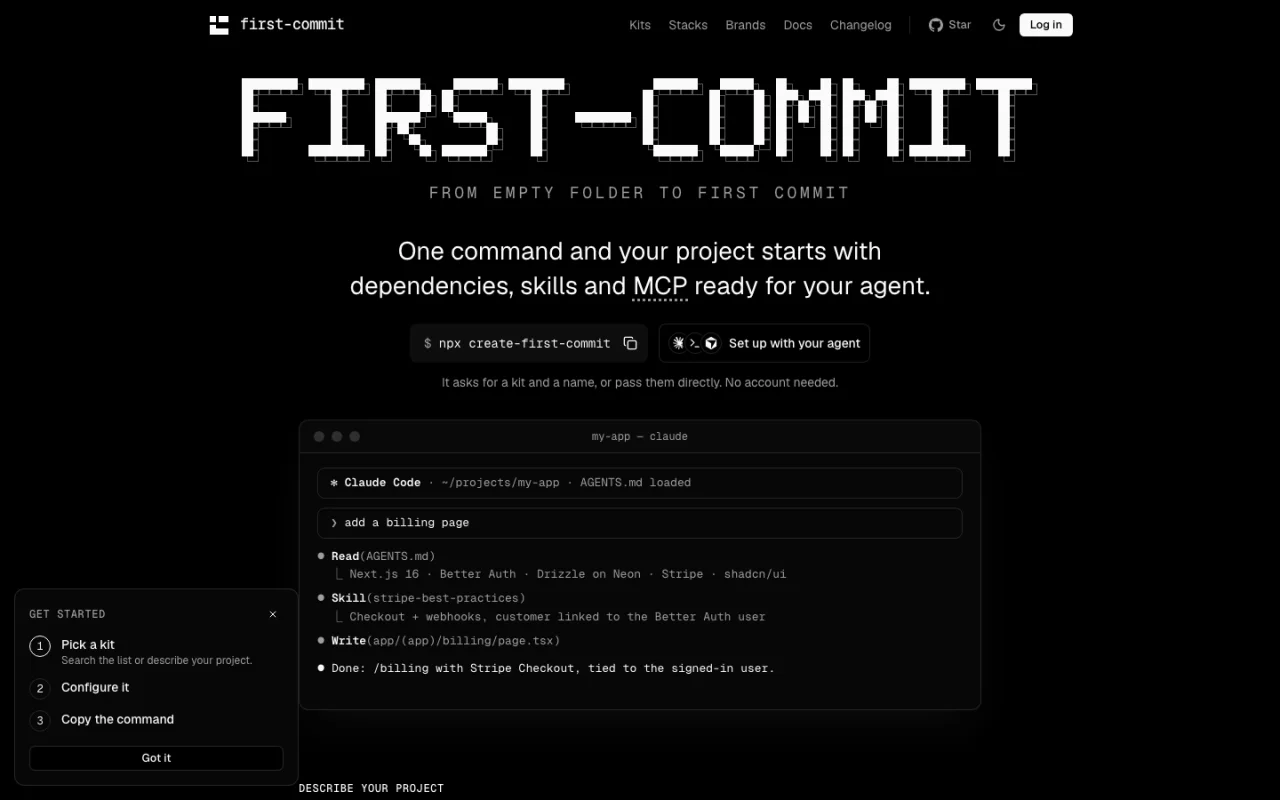 first-commit
Kits
Stacks
Brands
Docs
Changelog
Star
Log in
FIRST-COMMIT
FROM EMPTY FOLDER TO FIRST COMMIT
One command and your project starts with
dependencies, skills and MCP ready for your agent.
$ npx create-first-commit
Set up with your agent
It asks for a kit and a name, or pass them directly. No account needed.
my-app — claude
✻ Claude Code · ~/projects/my-app · AGENTS.md loaded
❯ add a billing page
● Read(AGENTS.md)
⎿ Next.js 16 · Better Auth · Drizzle on Neon · Stripe · shadcn/ui
● Skill(stripe-best-practices)
⎿ Checkout + webhooks, customer linked to the Better Auth user
● Write(app/(app)/billing/page.tsx)
● Done: /billing with Stripe Checkout, tied to the signed-in user.
GET STARTED
1 Pick a kit
Search the list or describe your project.
2 Configure it
3 Copy the command
Got it
DESCRIBE YOUR PROJECT